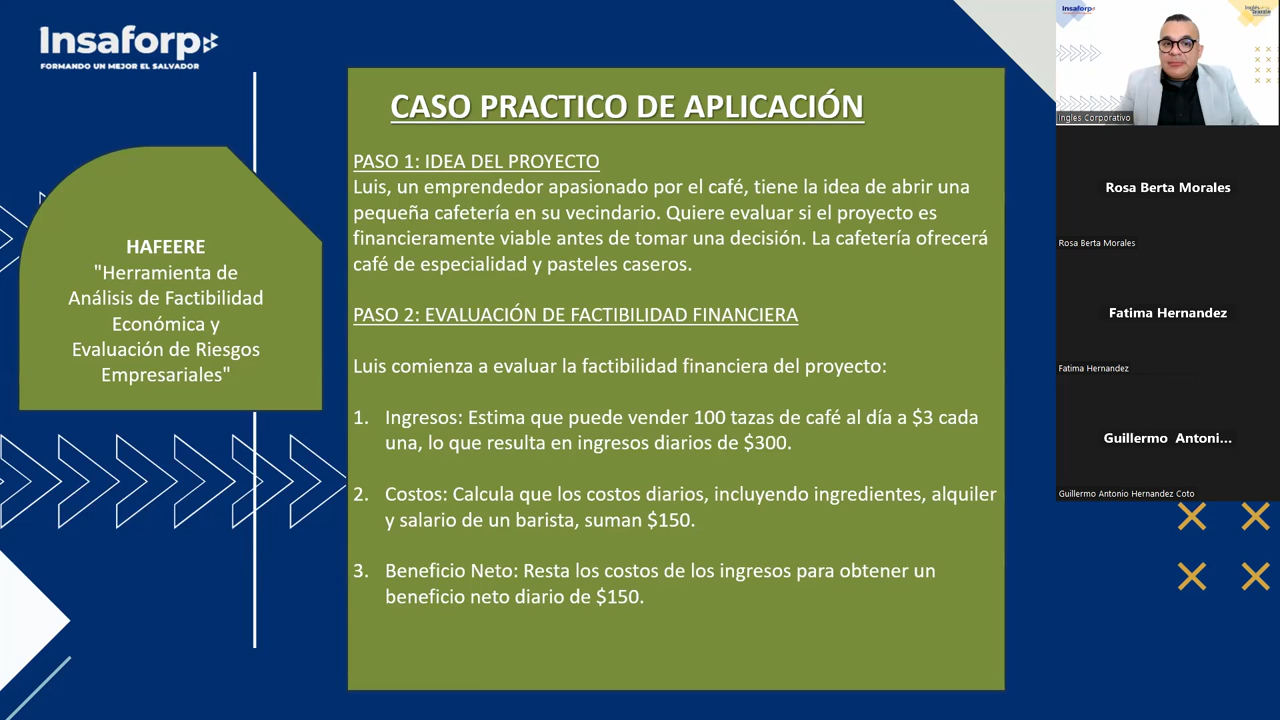 Insaforp
FORMANDO UN MEJOR EL SALVADOR
HAFEERE
"Herramienta de
Análisis de Factibilidad
Económica y
Evaluación de Riesgos
Empresariales"
CASO PRACTICO DE APLICACIÓN
PASO 1: IDEA DEL PROYECTO
Luis, un emprendedor apasionado por el café, tiene la idea de abrir una
pequeña cafetería en su vecindario. Quiere evaluar si el proyecto es
financieramente viable antes de tomar una decisión. La cafetería ofrecerá
café de especialidad y pasteles caseros.
PASO 2: EVALUACIÓN DE FACTIBILIDAD FINANCIERA
Luis comienza a evaluar la factibilidad financiera del proyecto:
1. Ingresos: Estima que puede vender 100 tazas de café al día a $3 cada
una, lo que resulta en ingresos diarios de $300.
2. Costos: Calcula que los costos diarios, incluyendo ingredientes, alquiler
y salario de un barista, suman $150.
3. Beneficio Neto: Resta los costos de los ingresos para obtener un
beneficio neto diario de $150.
Insaforp
Ingles Corporativo
Rosa Berta Morales
Rosa Berta Morales
Fatima Hernandez
Fatima Hernandez
Guillermo Antoni...
Guillermo Antonio Hernandez Coto